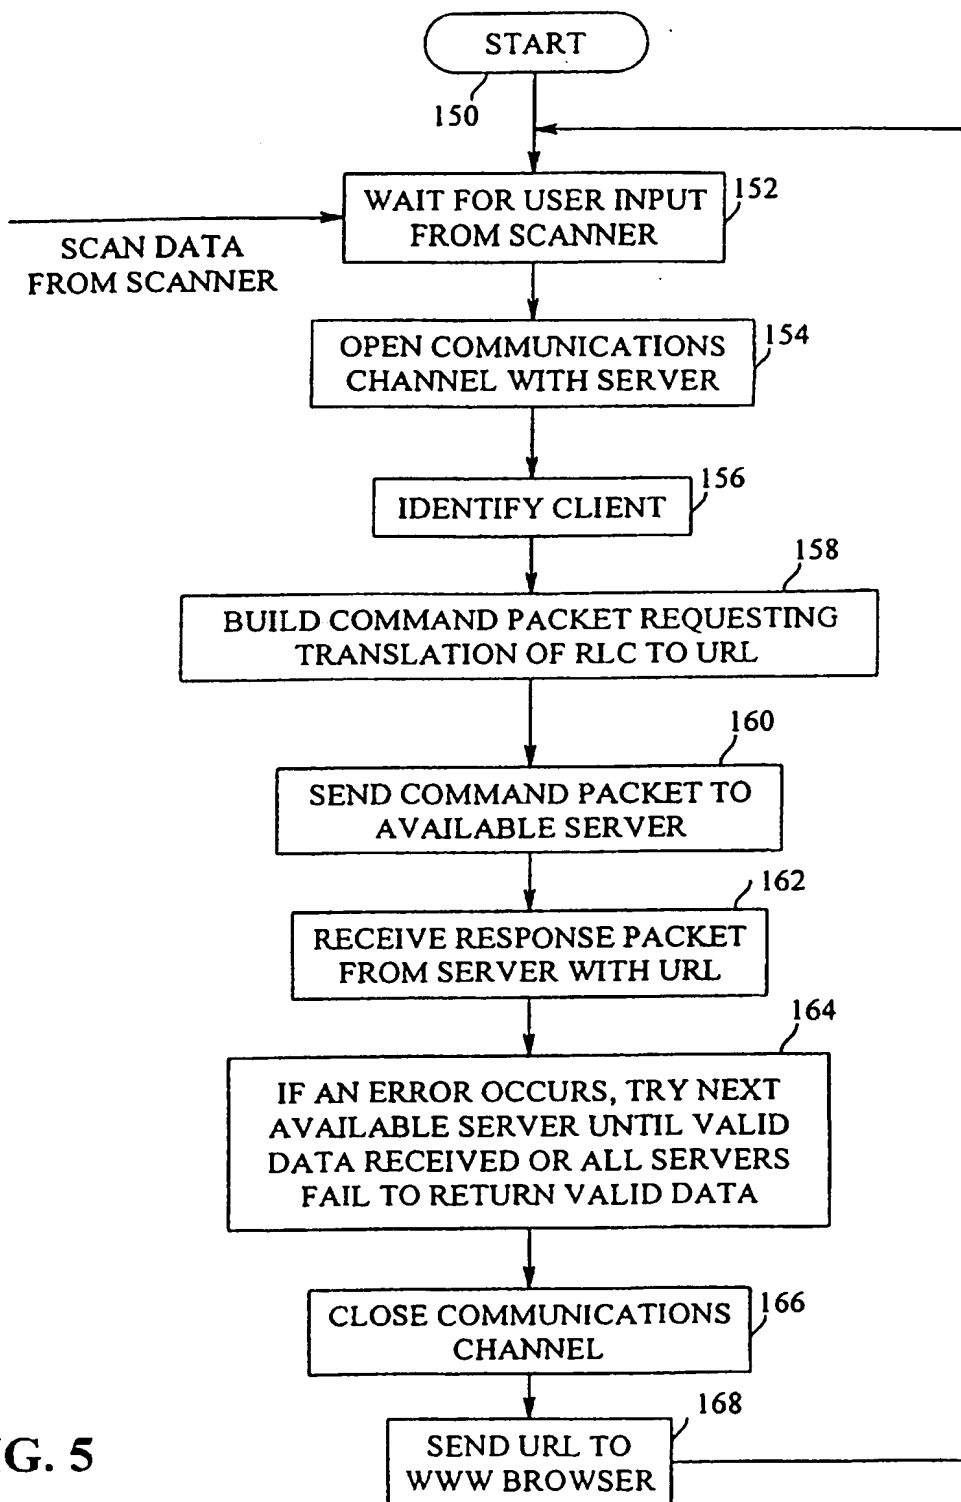 START
150
WAIT FOR USER INPUT
FROM SCANNER
152
SCAN DATA
FROM SCANNER
OPEN COMMUNICATIONS
CHANNEL WITH SERVER
154
IDENTIFY CLIENT
156
158
BUILD COMMAND PACKET REQUESTING
TRANSLATION OF RLC TO URL
160
SEND COMMAND PACKET TO
AVAILABLE SERVER
162
RECEIVE RESPONSE PACKET
FROM SERVER WITH URL
164
IF AN ERROR OCCURS, TRY NEXT
AVAILABLE SERVER UNTIL VALID
DATA RECEIVED OR ALL SERVERS
FAIL TO RETURN VALID DATA
CLOSE COMMUNICATIONS
CHANNEL
166
168
SEND URL TO
WWW BROWSER
G. 5